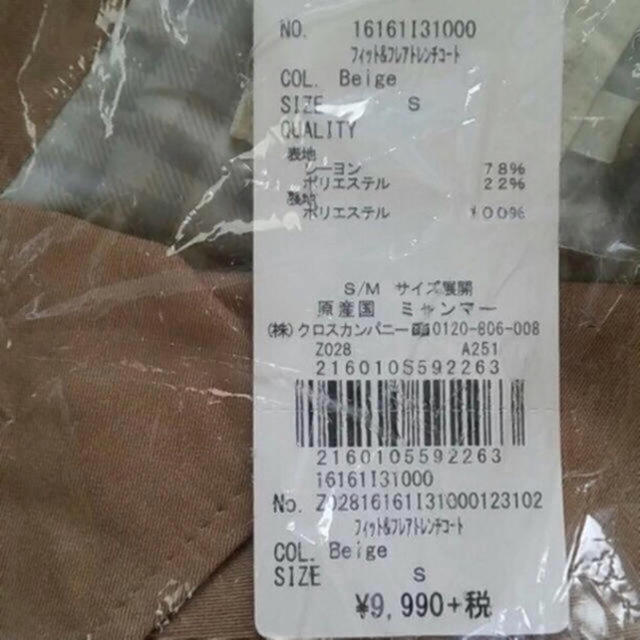 NO. 16161I31000
フィット&フレアトレンチコート
COL. Beige
SIZE S
QUALITY
表地
レーヨン 78%
ポリエステル 22%
裏地
ポリエステル 100%
S/M サイズ展開
原産国 ミャンマー
(株)クロスカンパニー ☎0120-806-008
Z028 A251
2160105592263
2160105592263
16161I31000
No. Z02816161I31000123102
フィット&フレアトレンチコート
COL. Beige
SIZE S
¥9,990+税